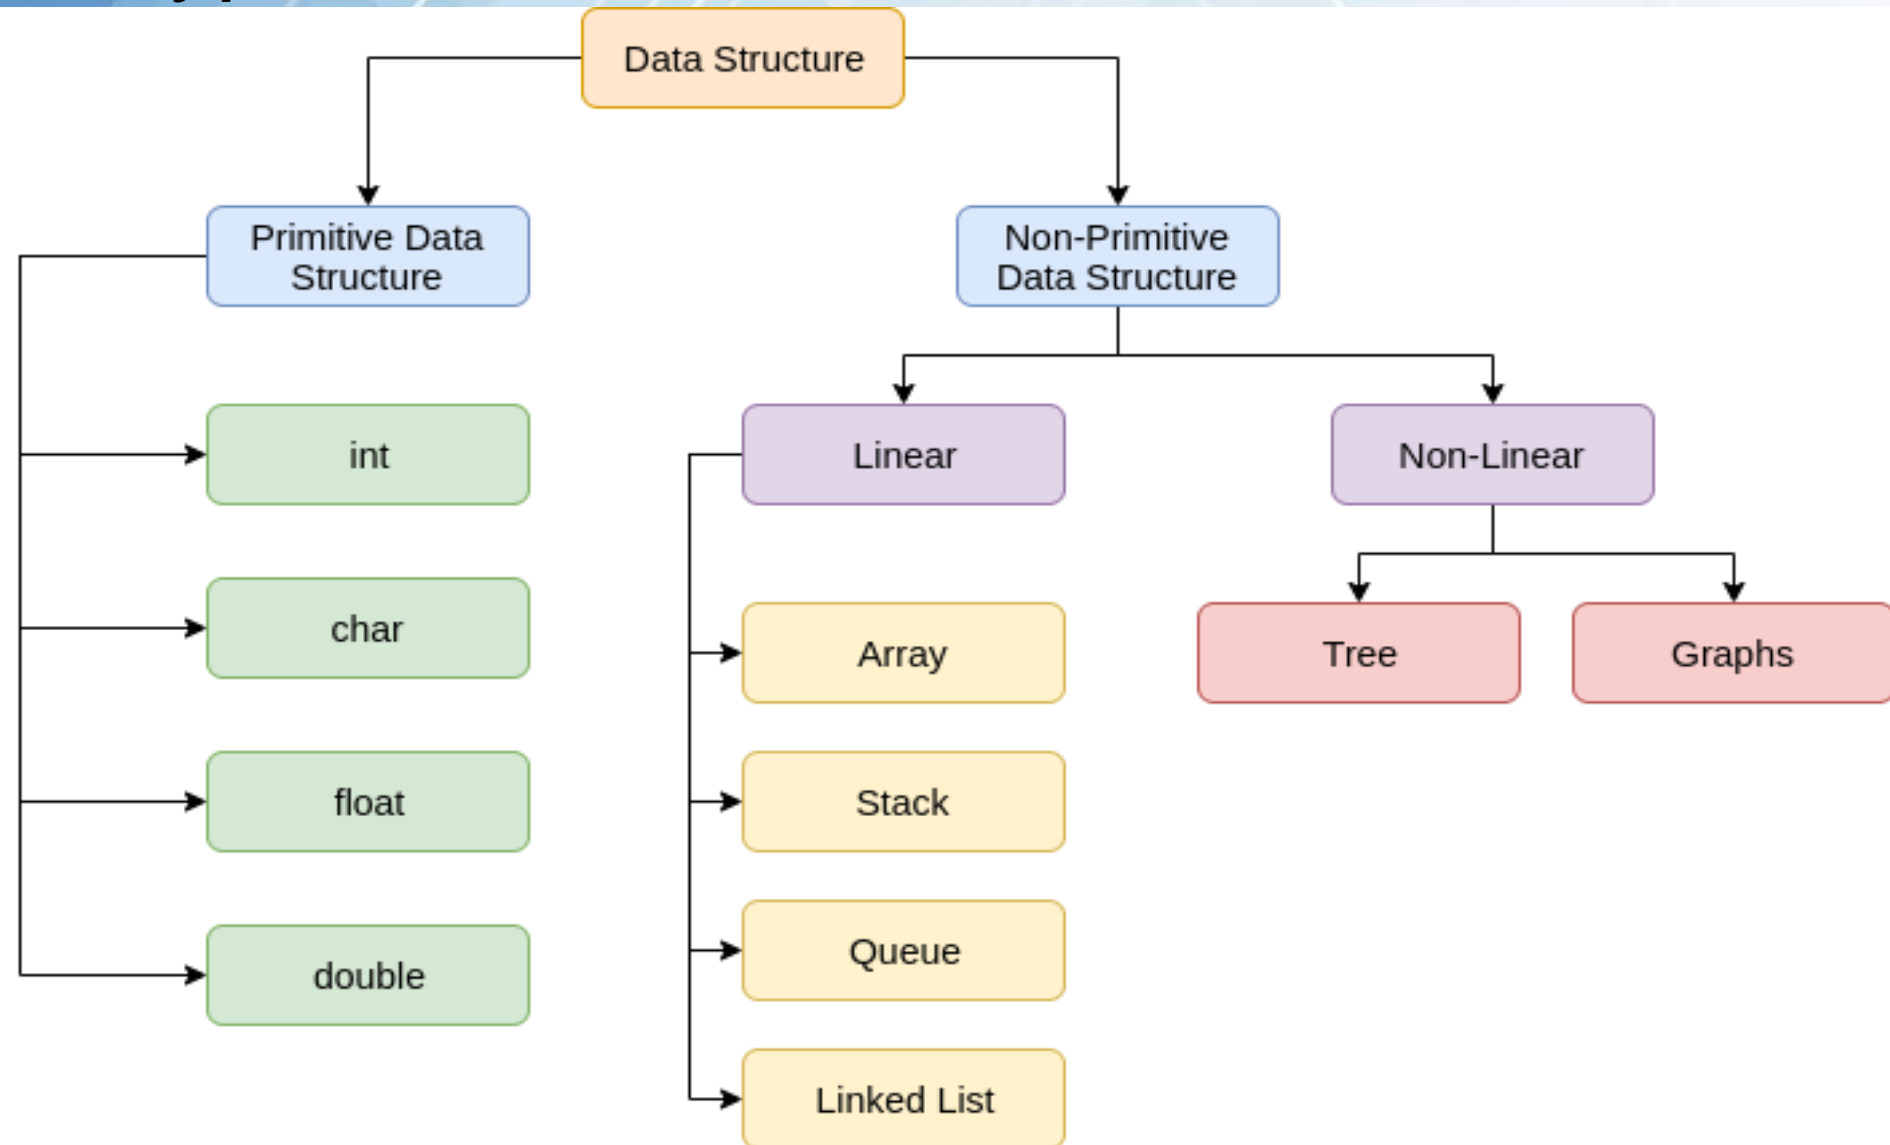 Data Structure
Primitive Data
Structure
Non-Primitive
Data Structure
int
Linear
Non-Linear
char
Array
Tree
Graphs
float
Stack
Queue
double
Linked List